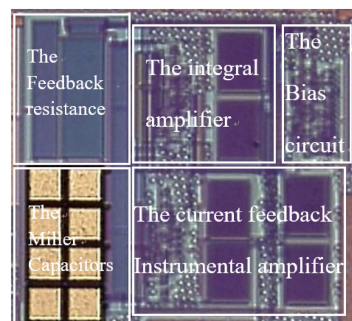 The
Feedback
resistance
The integral
amplifier
The
Bias
circuit
The
Miller
Capacitors
The current feedback
Instrumental amplifier